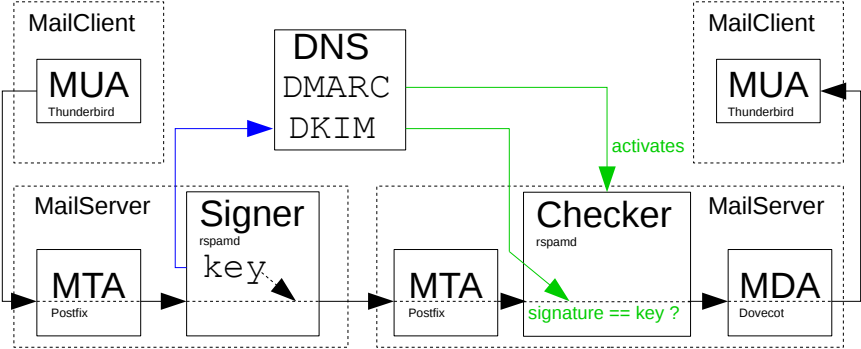 MailClient
MUA
Thunderbird
DNS
DMARC
DKIM
MailClient
MUA
Thunderbird
activates
MailServer
Signer
rspamd
key
MTA
Postfix
MTA
Postfix
Checker
rspamd
signature == key ?
MailServer
MDA
Dovecot